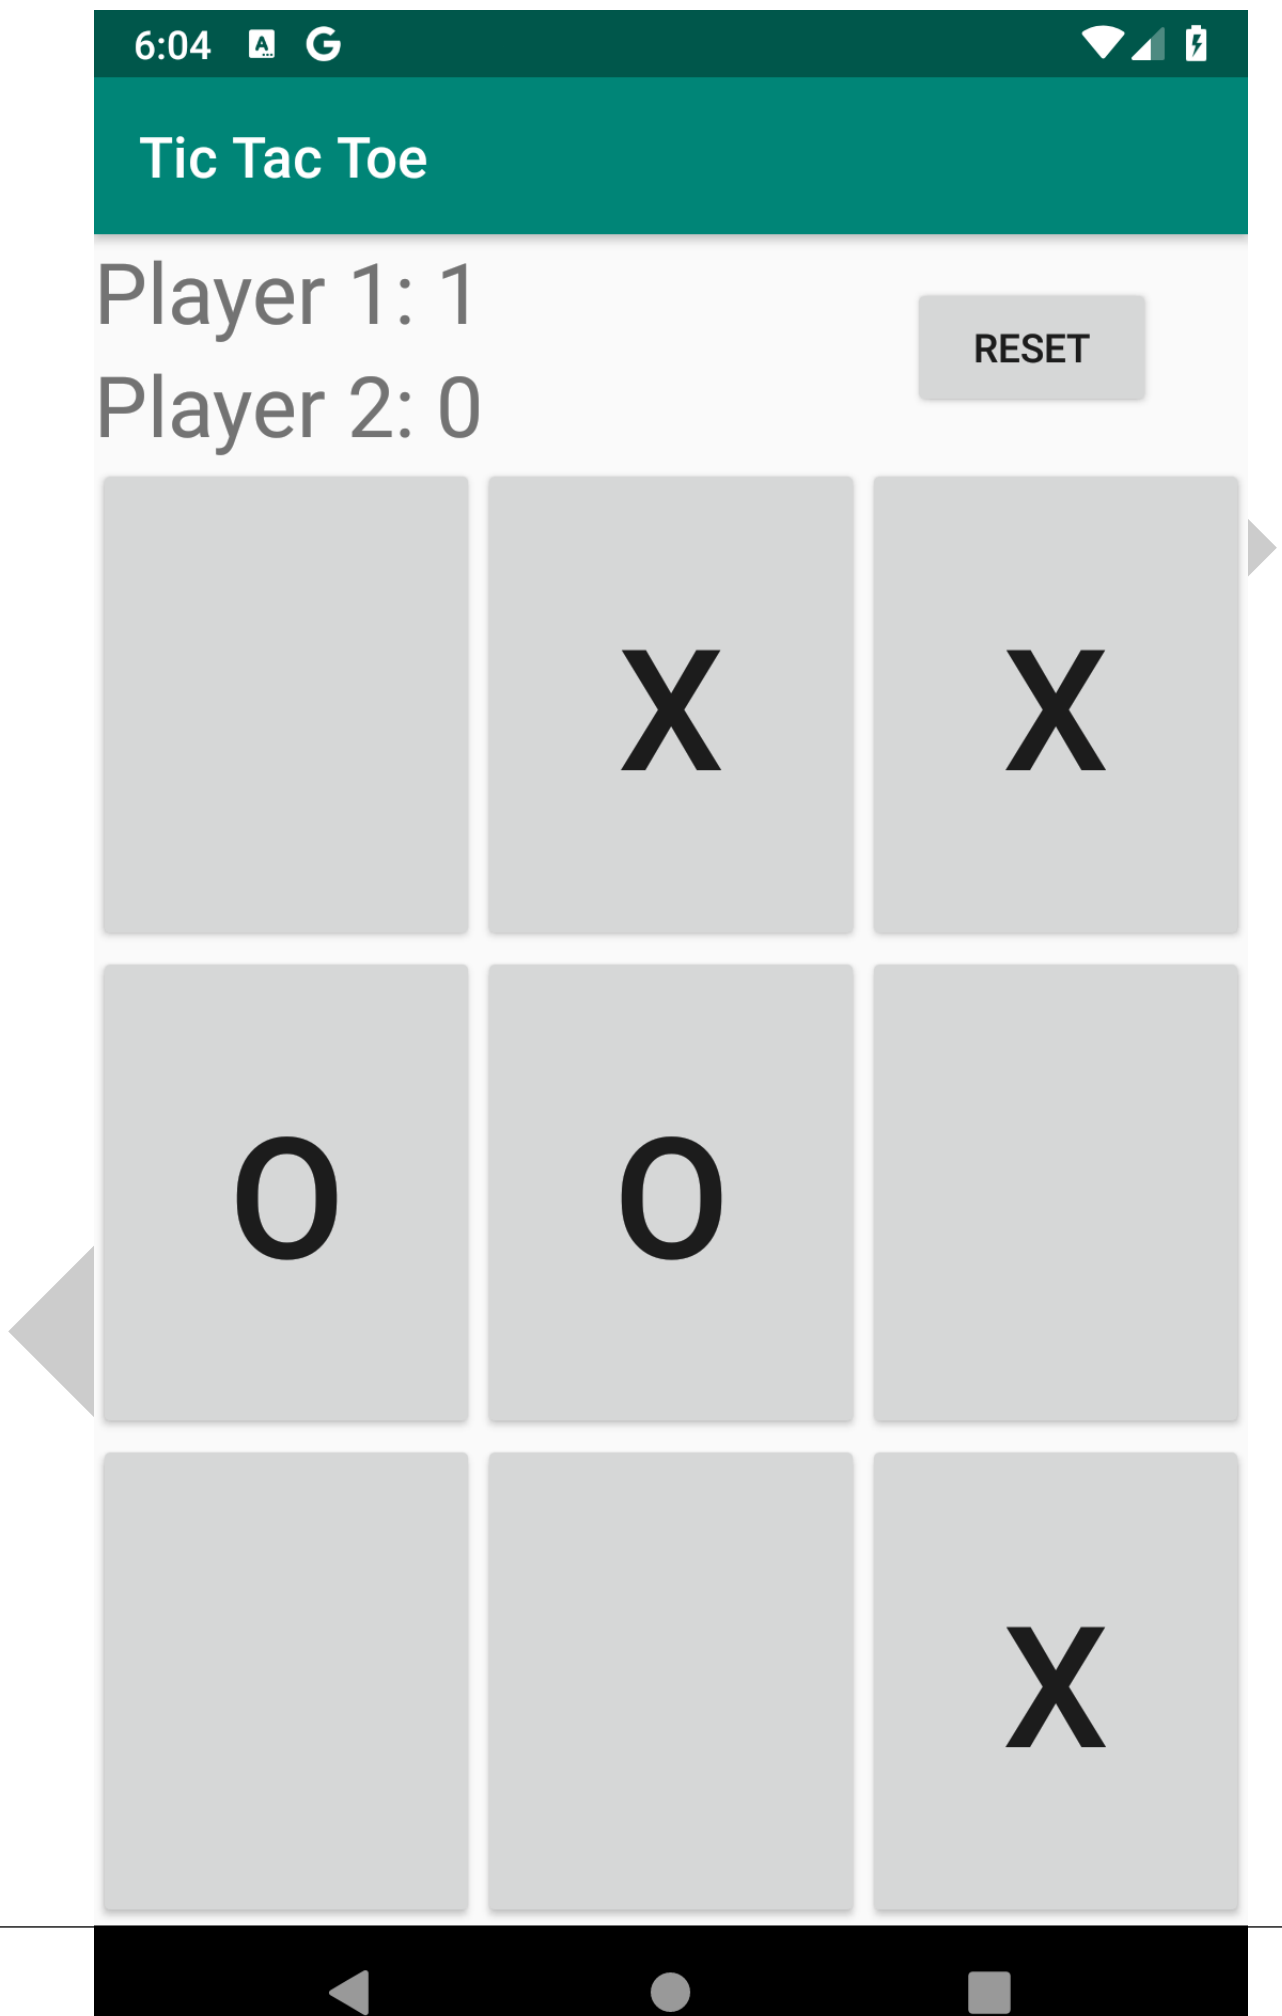 6:04
Tic Tac Toe
Player 1: 1
RESET
Player 2: 0
X X
O O
X